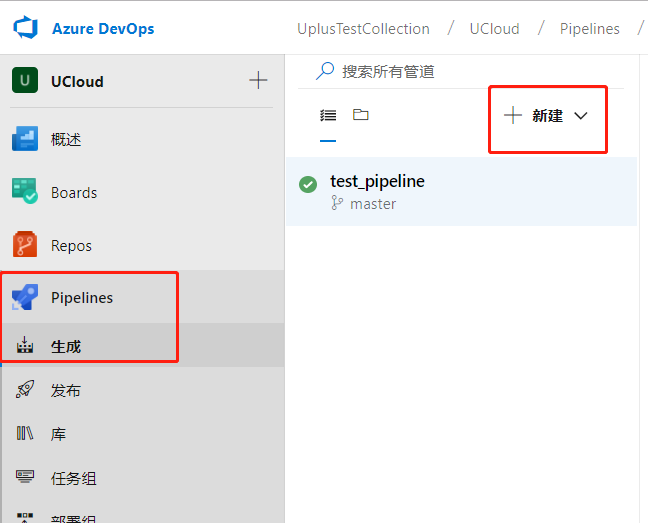 Azure DevOps
UplusTestCollection / UCloud / Pipelines /
U UCloud
搜索所有管道
新建
概述
test_pipeline
master
Boards
Repos
Pipelines
生成
发布
库
任务组
部署组